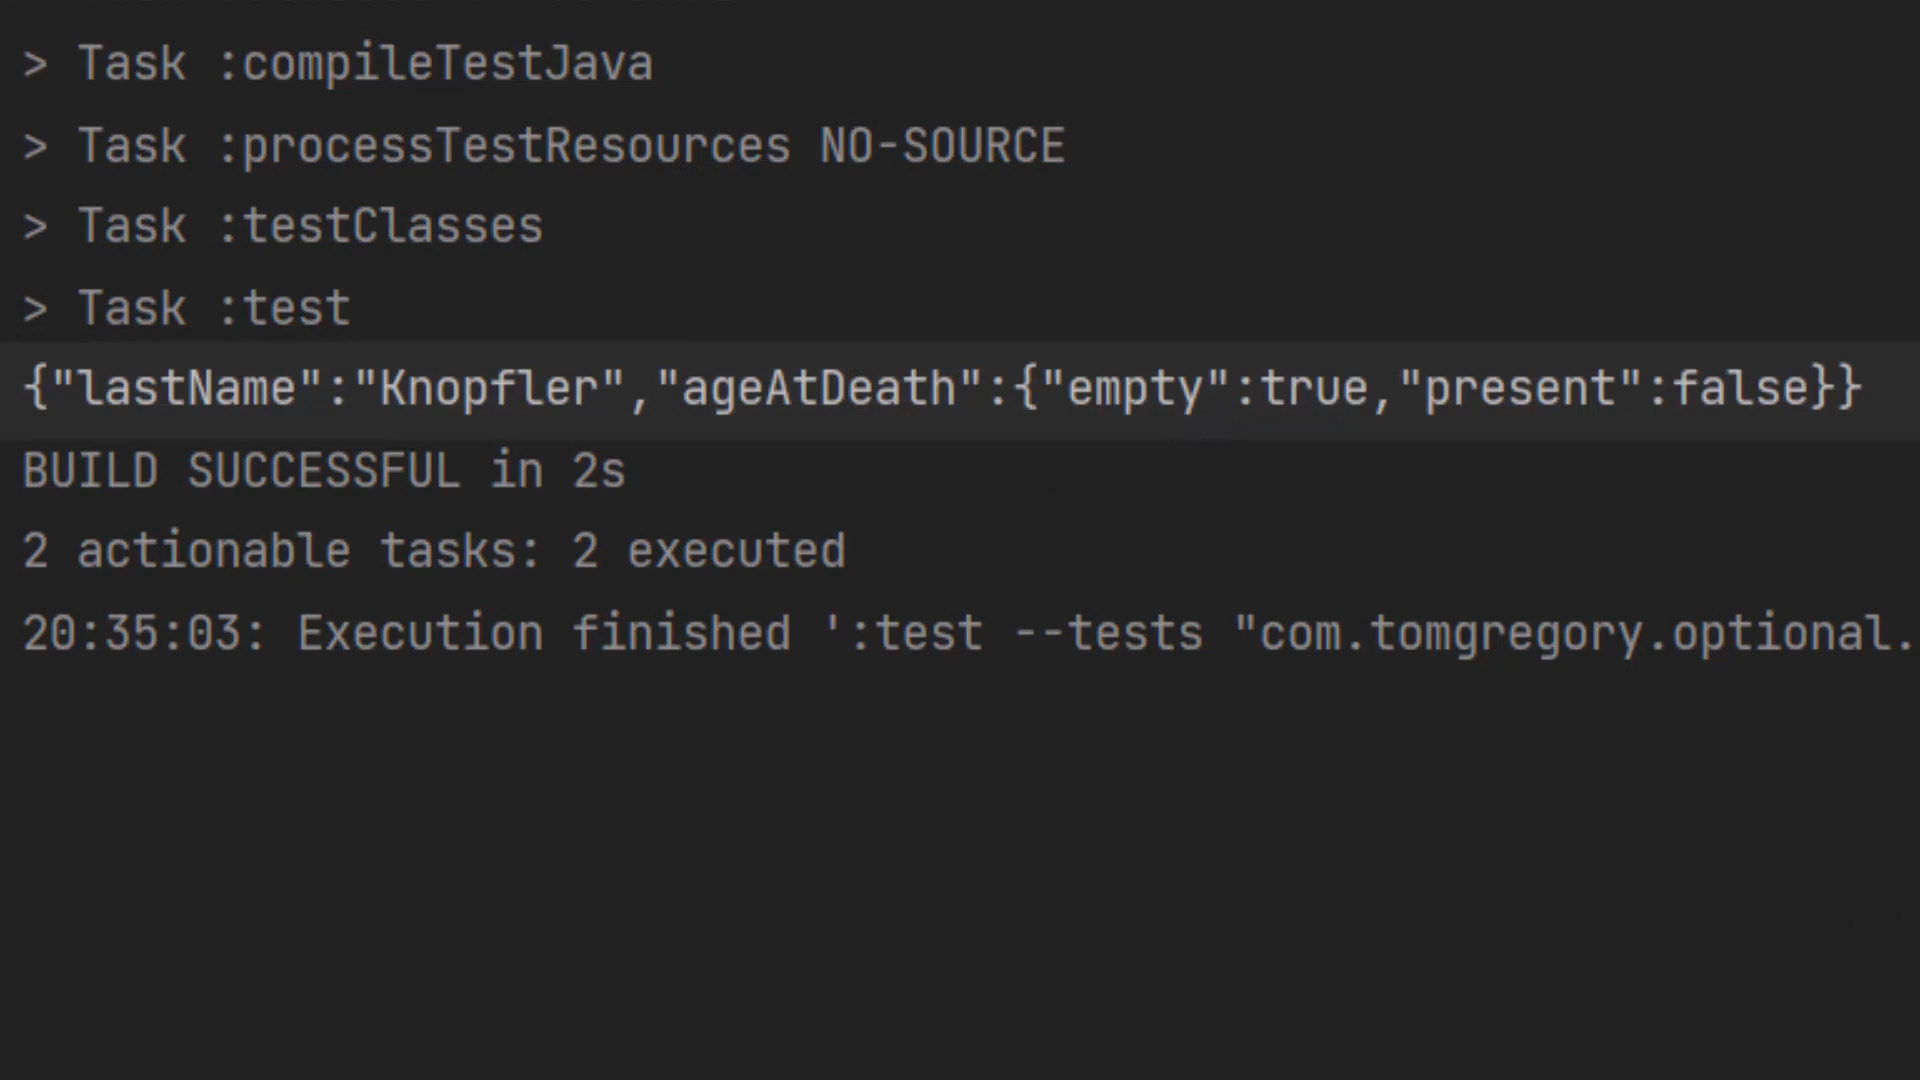 > Task :compileTestJava
> Task :processTestResources NO-SOURCE
> Task :testClasses
> Task :test
{"lastName":"Knopfler","ageAtDeath":{"empty":true,"present":false}}
BUILD SUCCESSFUL in 2s
2 actionable tasks: 2 executed
20:35:03: Execution finished ':test --tests "com.tomgregory.optional.